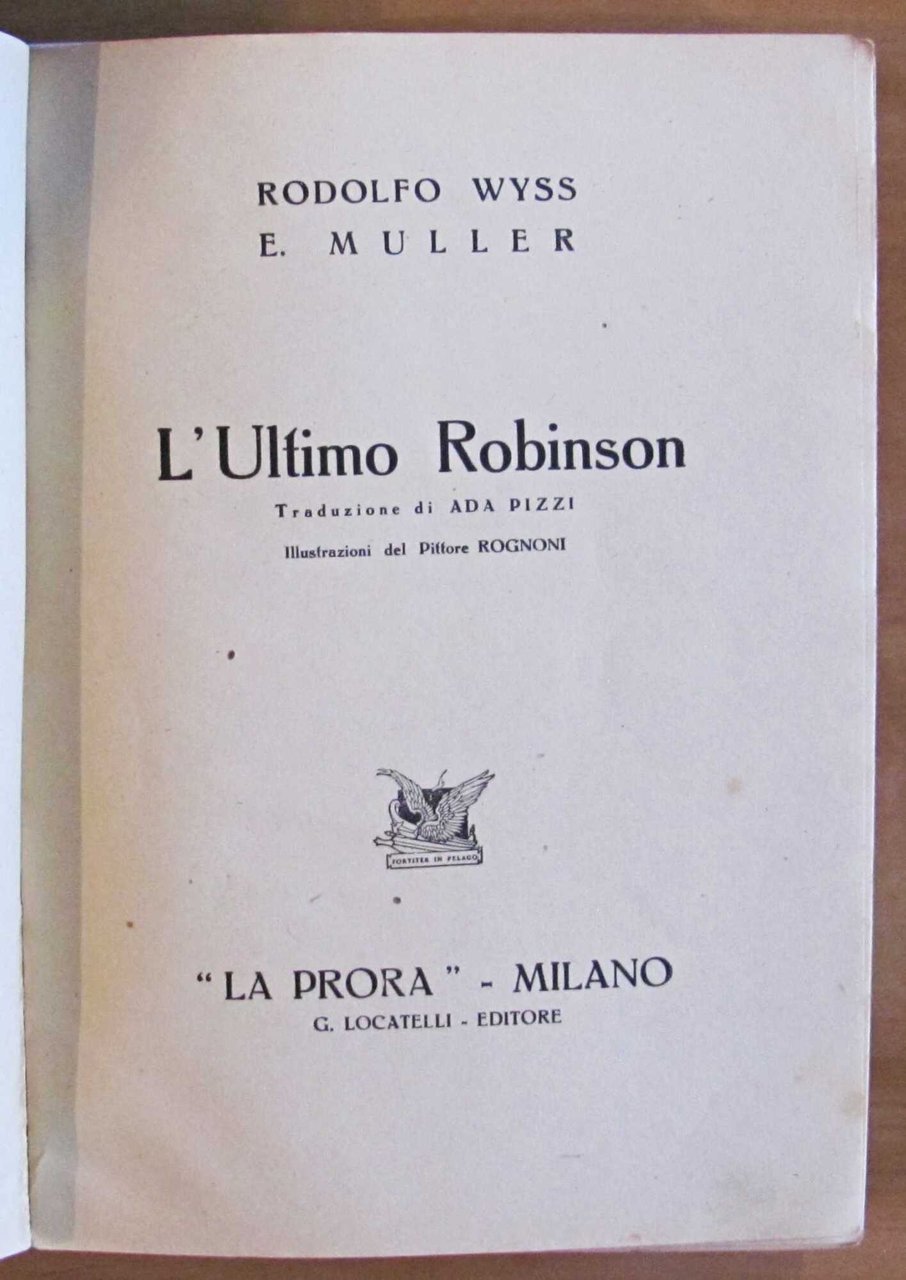 RODOLFO WYSS
E. MULLER
L'Ultimo Robinson
Traduzione di ADA PIZZI
Illustrazioni del Pittore ROGNONI
FORTITER IN PELAGO
“LA PRORA” - MILANO
G. LOCATELLI - EDITORE